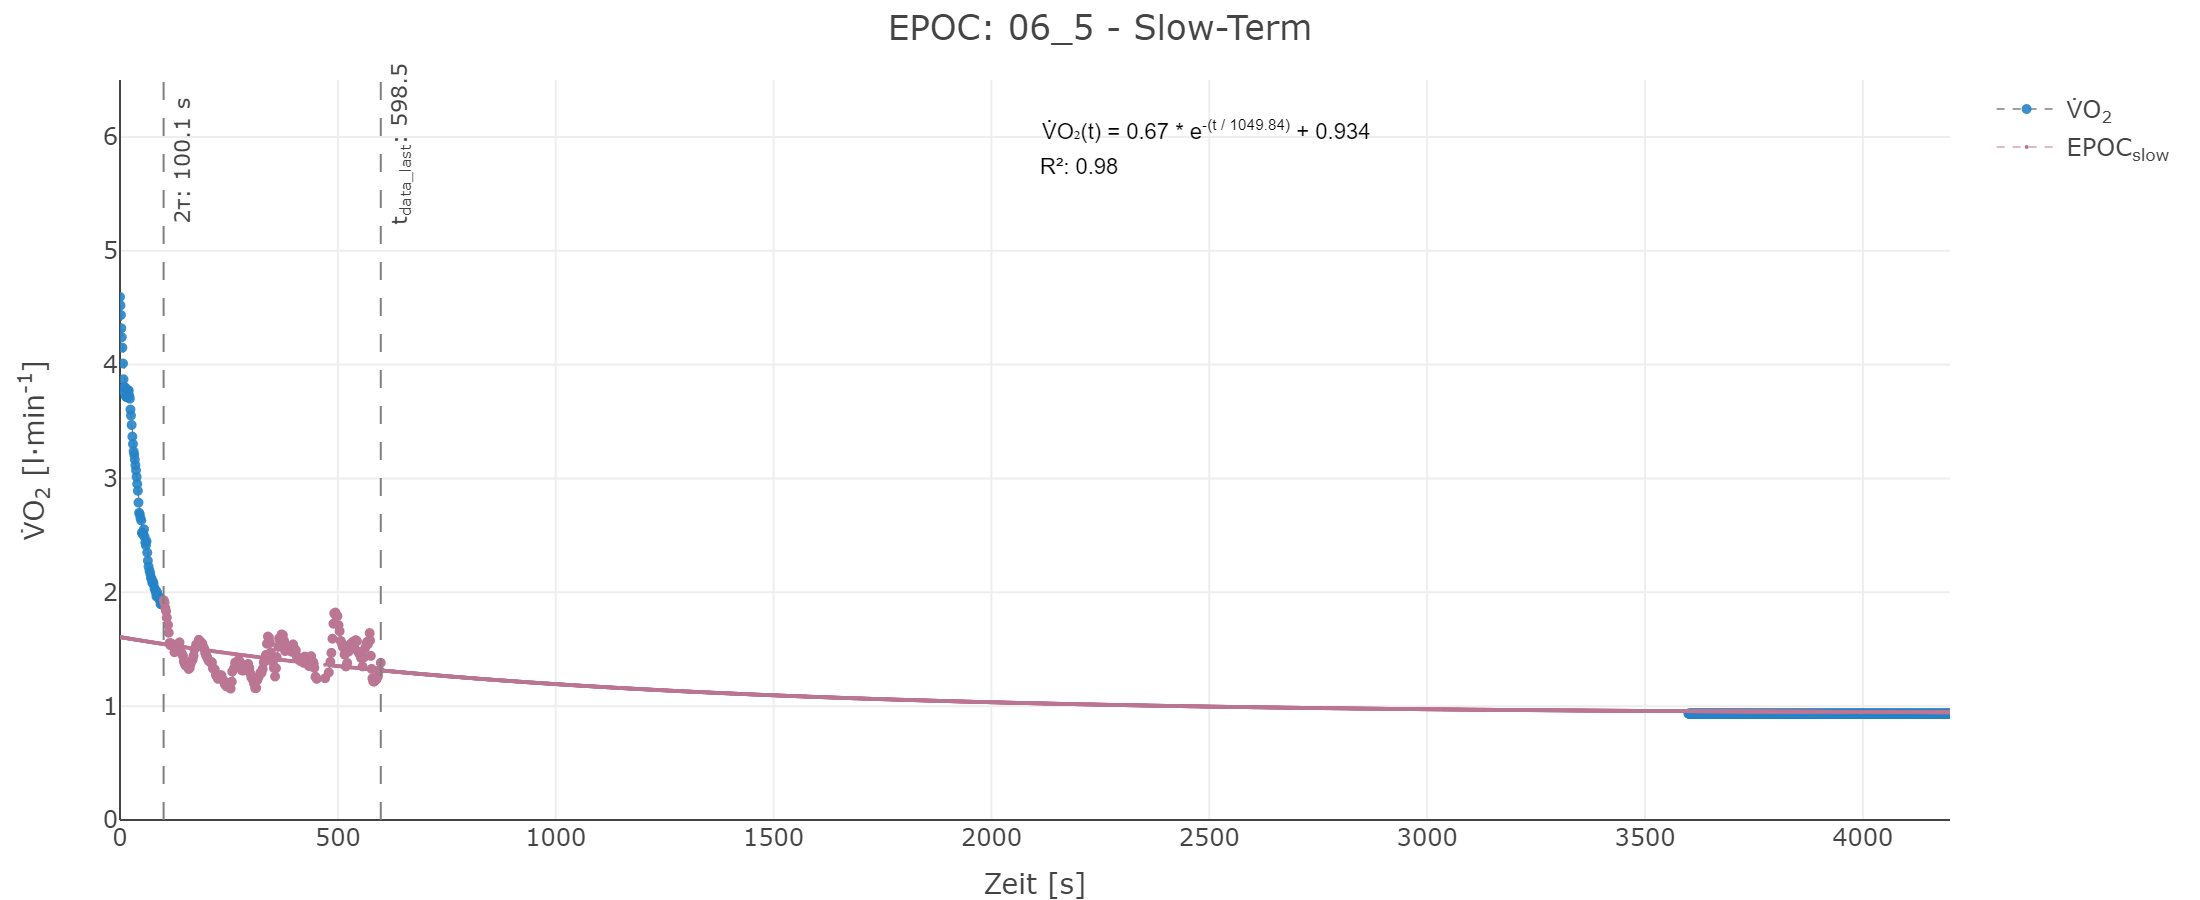 EPOC: 06_5 - Slow-Term
2τ: 100.1 s
t_data_last: 598.5
V̇O₂(t) = 0.67 * e^-(t / 1049.84) + 0.934
R²: 0.98
V̇O₂
EPOC_slow
V̇O₂ [l·min⁻¹]
6
5
4
3
2
1
0
0 500 1000 1500 2000 2500 3000 3500 4000
Zeit [s]